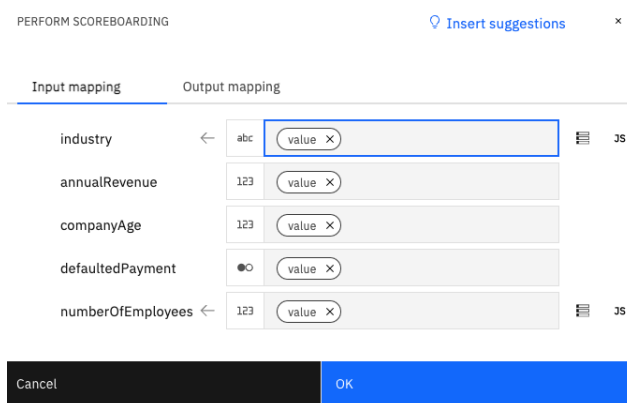 PERFORM SCOREBOARDING Insert suggestions ×
Input mapping Output mapping
industry ← abc value × JS
annualRevenue 123 value ×
companyAge 123 value ×
defaultedPayment value ×
numberOfEmployees ← 123 value × JS
Cancel OK